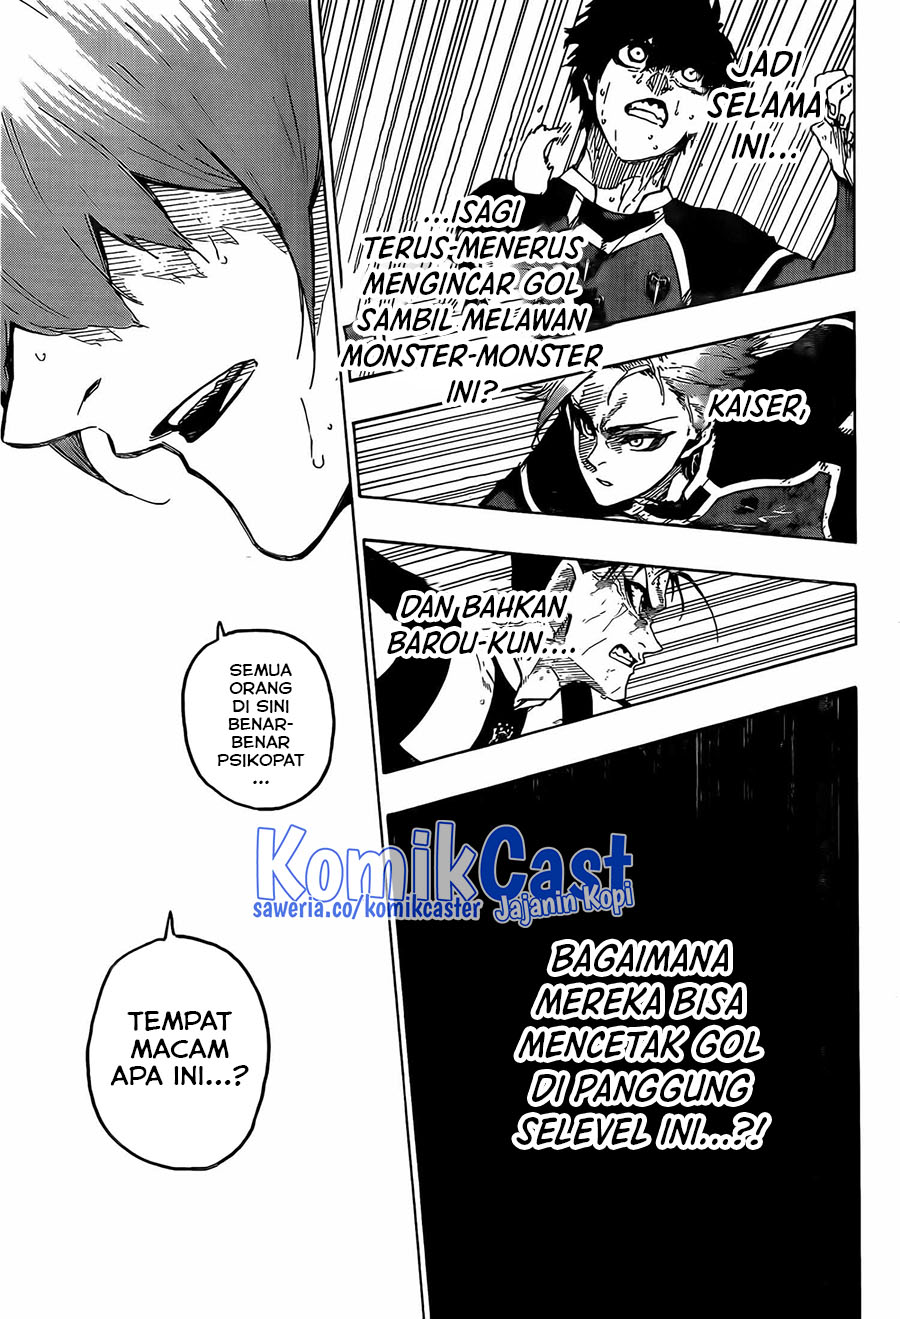 JADI
SELAMA
INI...
...ISAGI
TERUS-MENERUS
MENGINCAR GOL
SAMBIL MELAWAN
MONSTER-MONSTER
INI?
KAISER,
DAN BAHKAN
BAROU-KUN....
BAGAIMANA
MEREKA BISA
MENCETAK GOL
DI PANGGUNG
SELEVEL INI...?!
SEMUA
ORANG
DI SINI
BENAR-
BENAR
PSIKOPAT
...
TEMPAT
MACAM
APA INI...?
KomikCast
saweria.co/komikcaster Jajanin Kopi